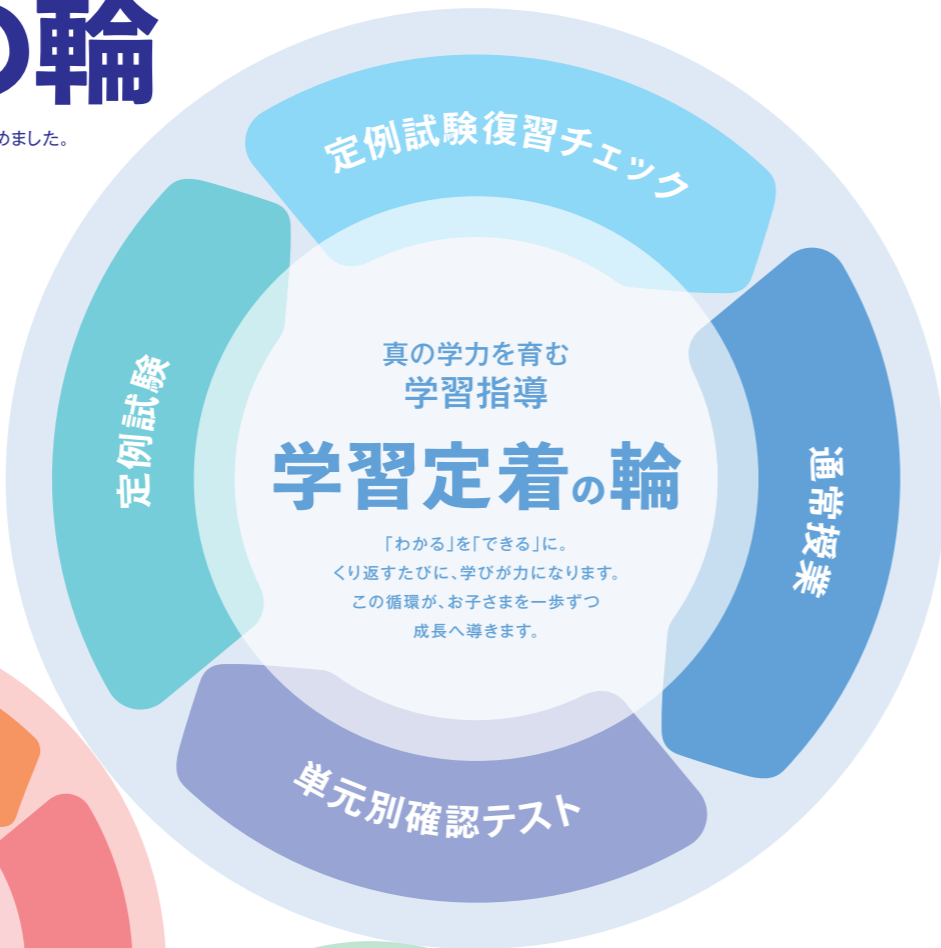 の輪
めました。
定例試験復習チェック
定例試験
通常授業
単元別確認テスト
真の学力を育む
学習指導
学習定着の輪
「わかる」を「できる」に。
くり返すたびに、学びが力になります。
この循環が、お子さまを一歩ずつ
成長へ導きます。